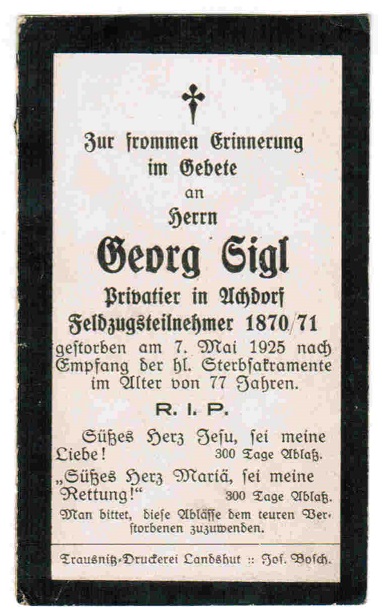 Zur frommen Erinnerung
im Gebete
an
Herrn
Georg Sigl
Privatier in Achdorf
Feldzugsteilnehmer 1870/71
gestorben am 7. Mai 1925 nach
Empfang der hl. Sterbsakramente
im Alter von 77 Jahren.
R. I. P.
Süßes Herz Jesu, sei meine
Liebe! 300 Tage Ablaß.
„Süßes Herz Mariä, sei meine
Rettung!" 300 Tage Ablaß.
Man bittet, diese Abläße dem teuren Ver-
storbenen zuzuwenden.
Trausnitz-Druckerei Landshut :: Jos. Bosch.